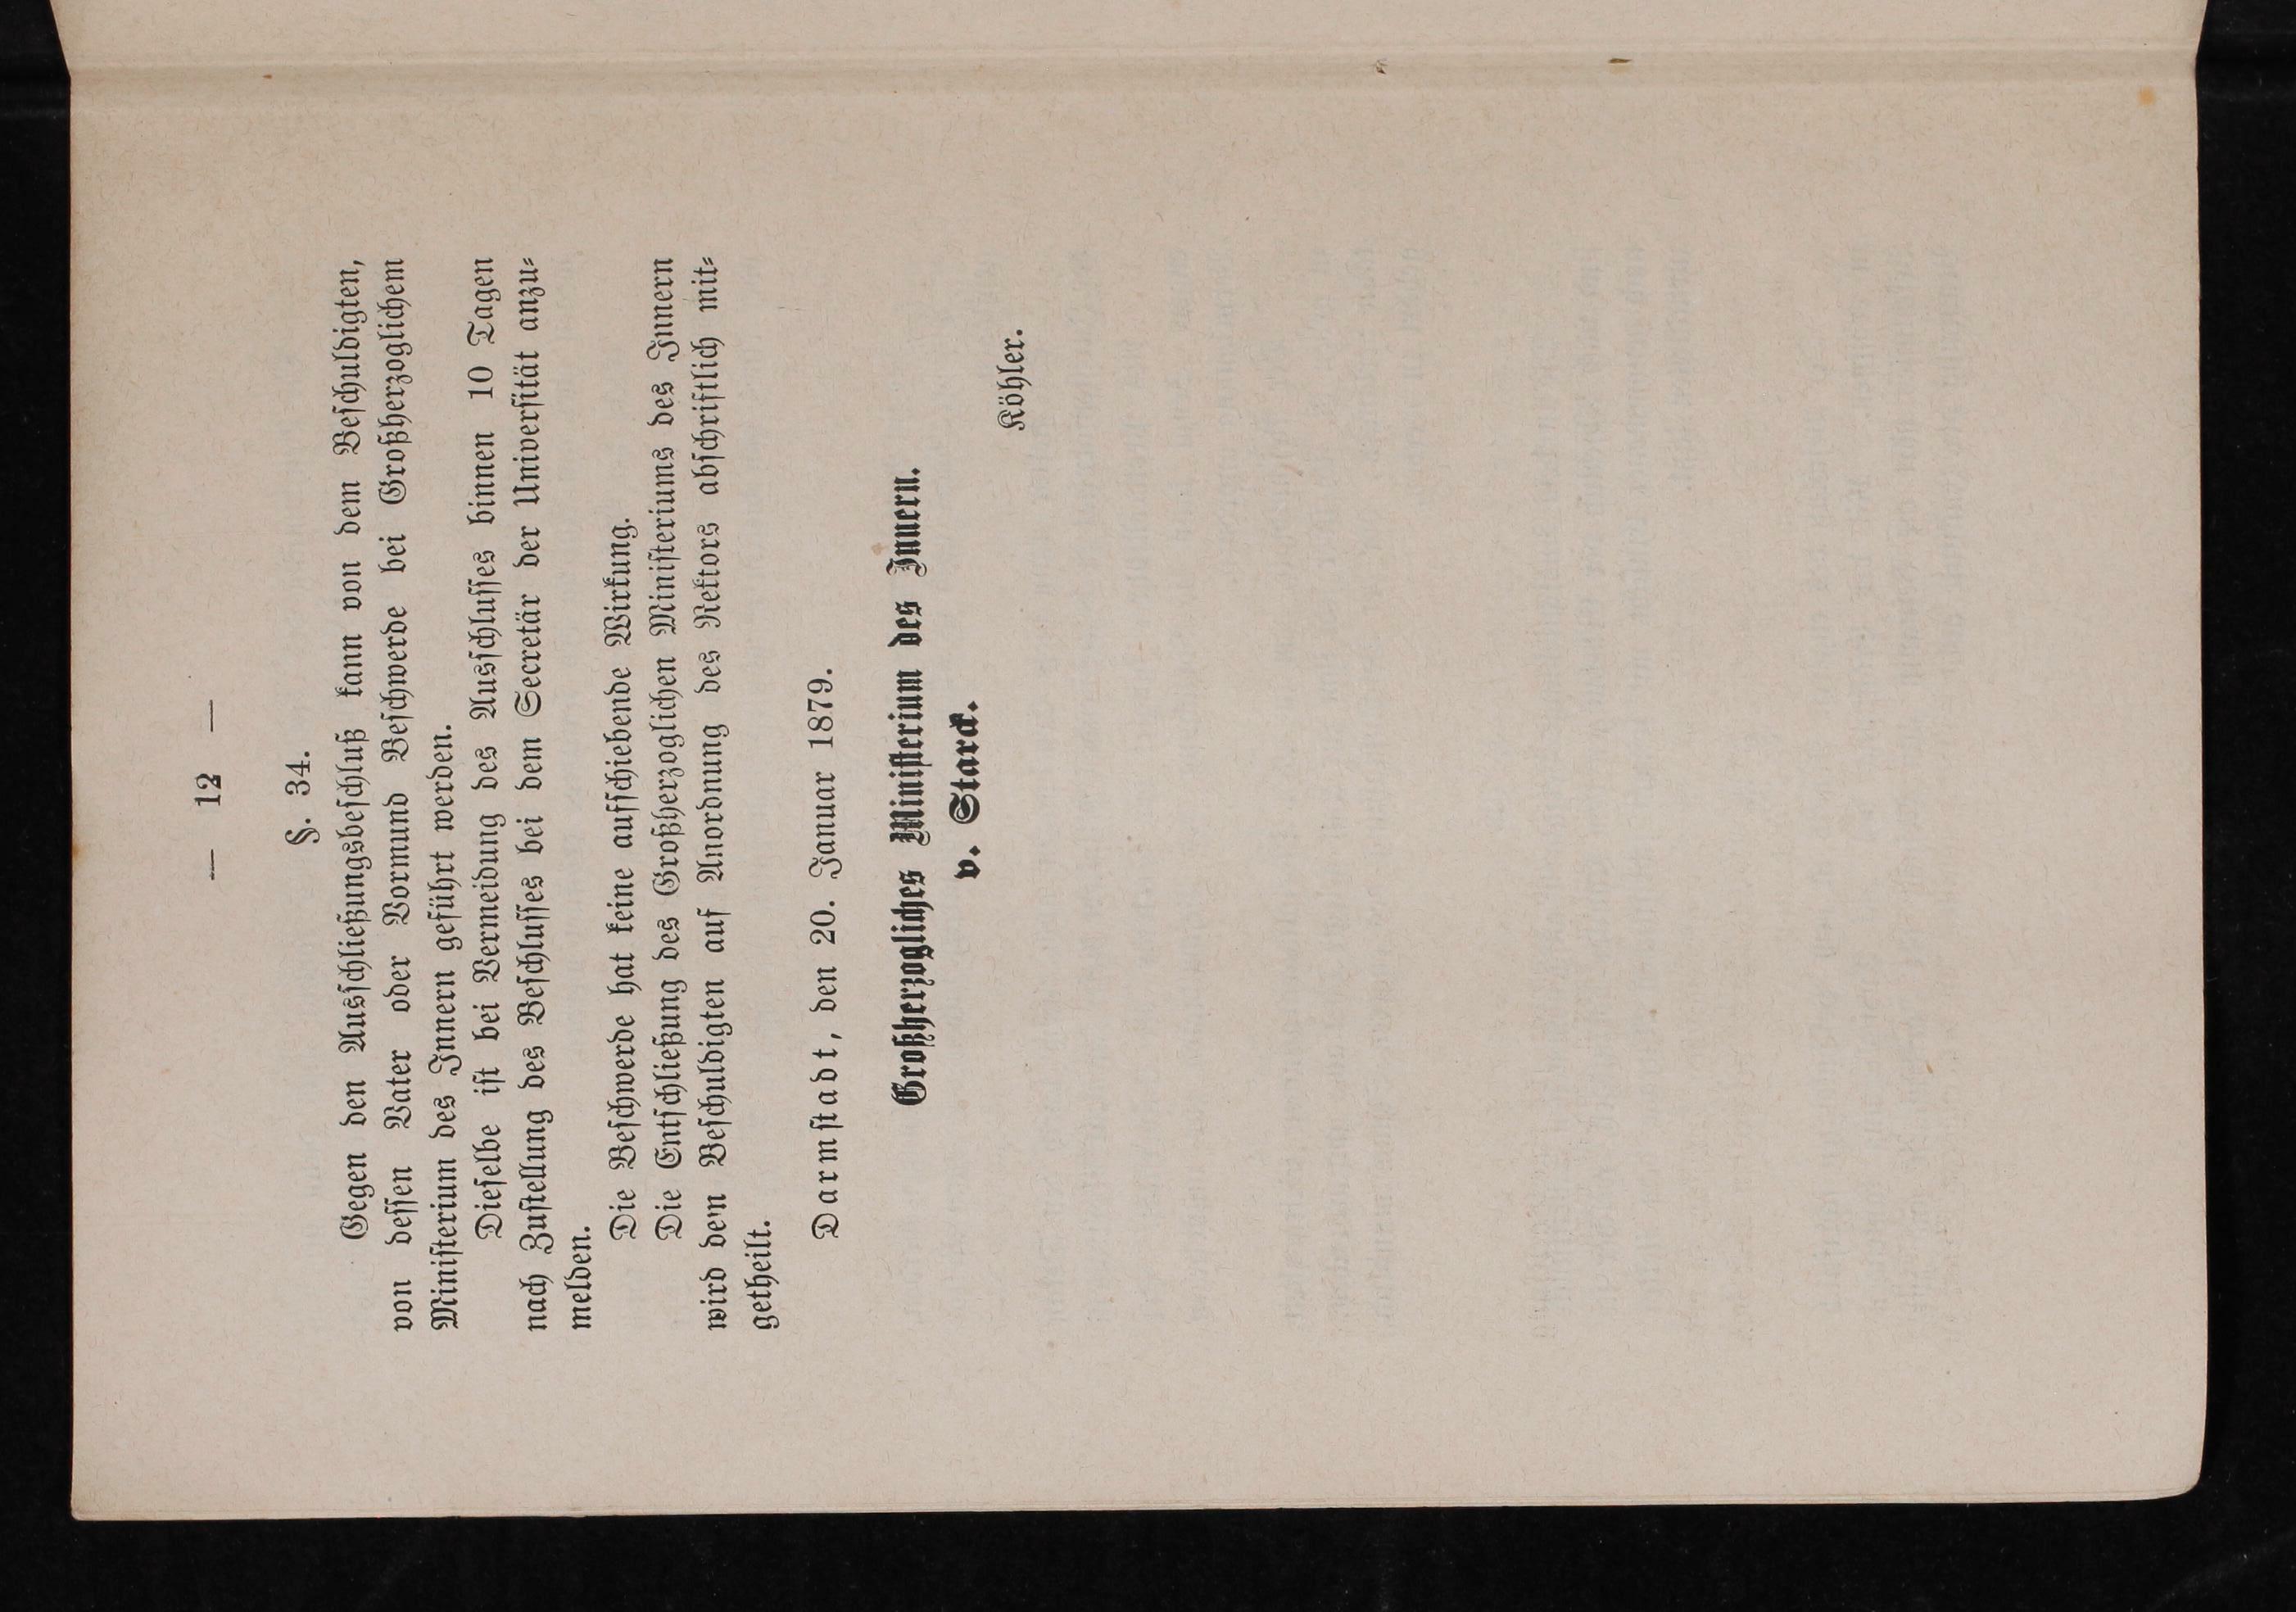 — 12 —
§. 34.
Gegen den Ausschließungsbeschluß kann von dem Beschuldigten,
von dessen Vater oder Vormund Beschwerde bei Großherzoglichem
Ministerium des Innern geführt werden.
Dieselbe ist bei Vermeidung des Ausschlusses binnen 10 Tagen
nach Zustellung des Beschlusses bei dem Secretär der Universität anzu⸗
melden.
Die Beschwerde hat keine aufschiebende Wirkung.
Die Entschließung des Großherzoglichen Ministeriums des Innern
wird dem Beschuldigten auf Anordnung des Rektors abschriftlich mit⸗
getheilt.
Darmstadt, den 20. Januar 1879.
Großherzogliches Ministerium des Innern.
v. Starck.
Köhler.